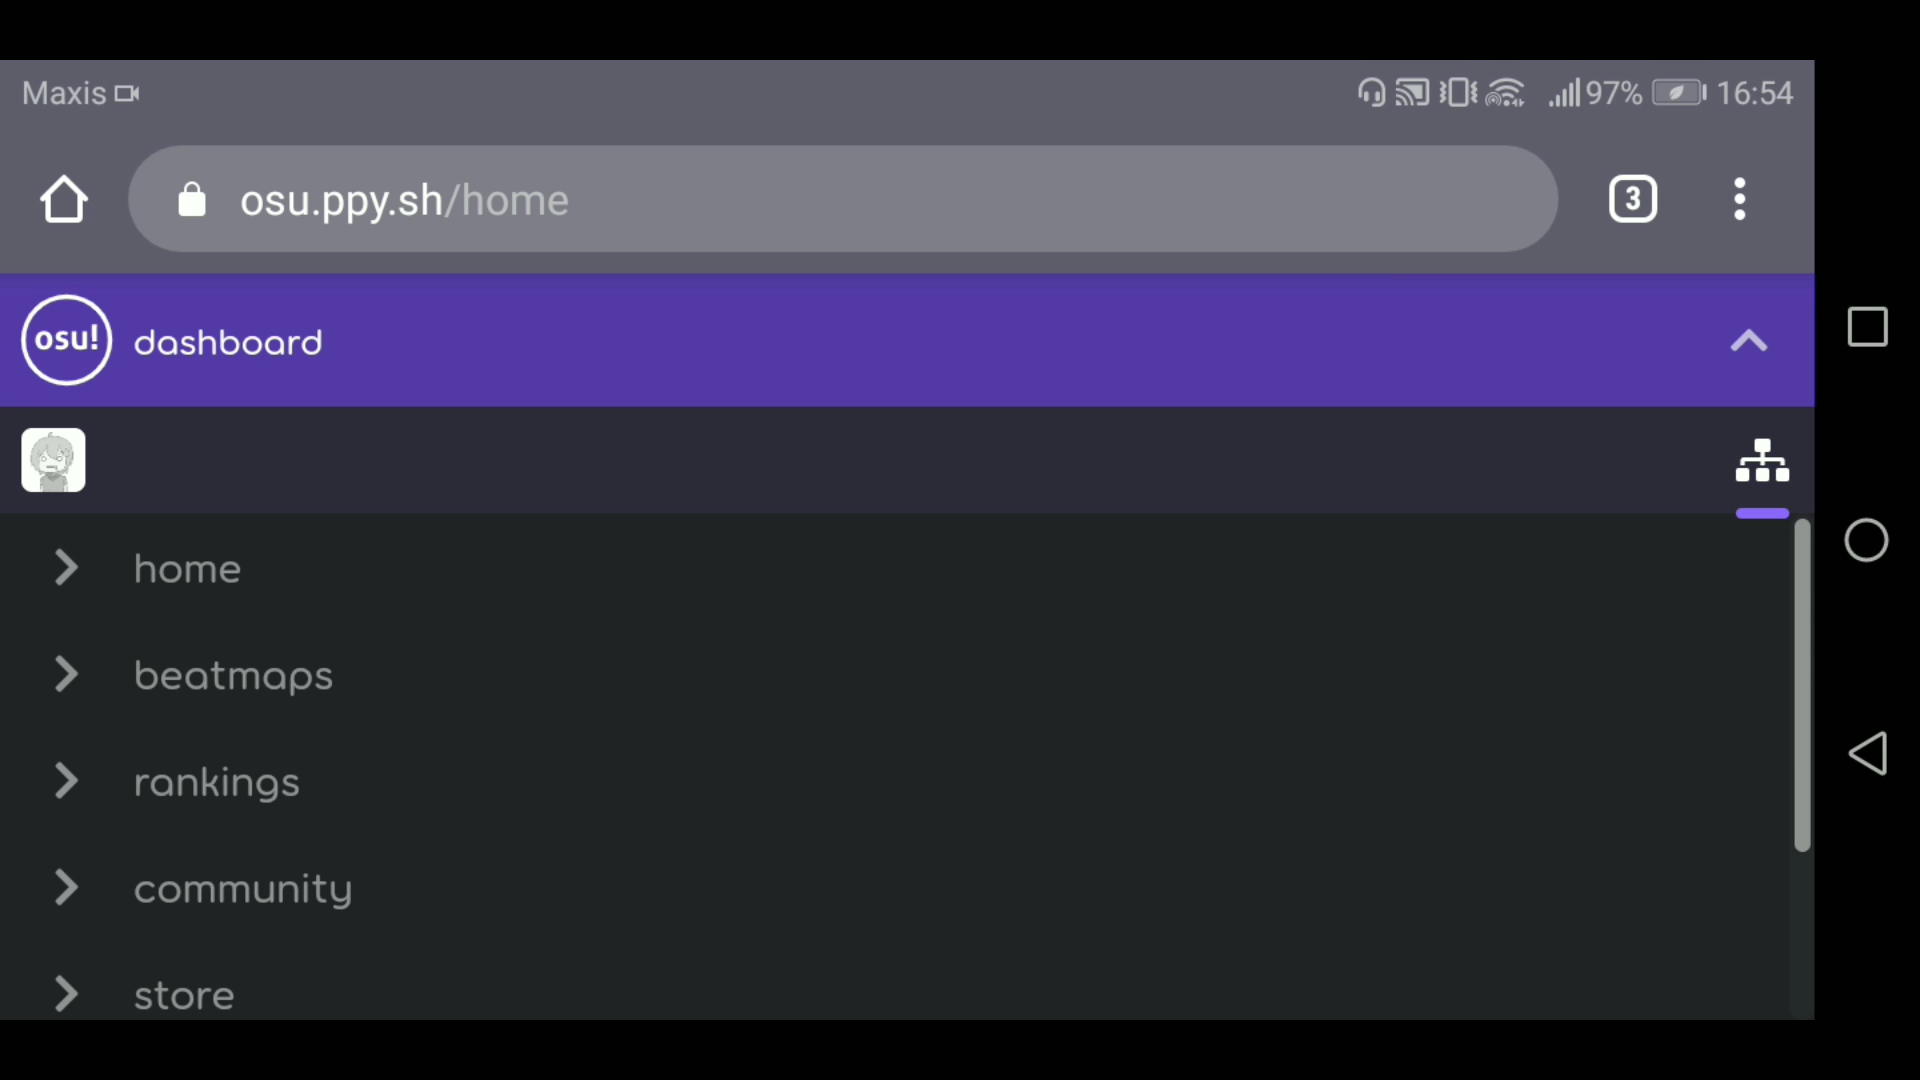 Maxis 97% 16:54
osu.ppy.sh/home 3
osu! dashboard
home
beatmaps
rankings
community
store